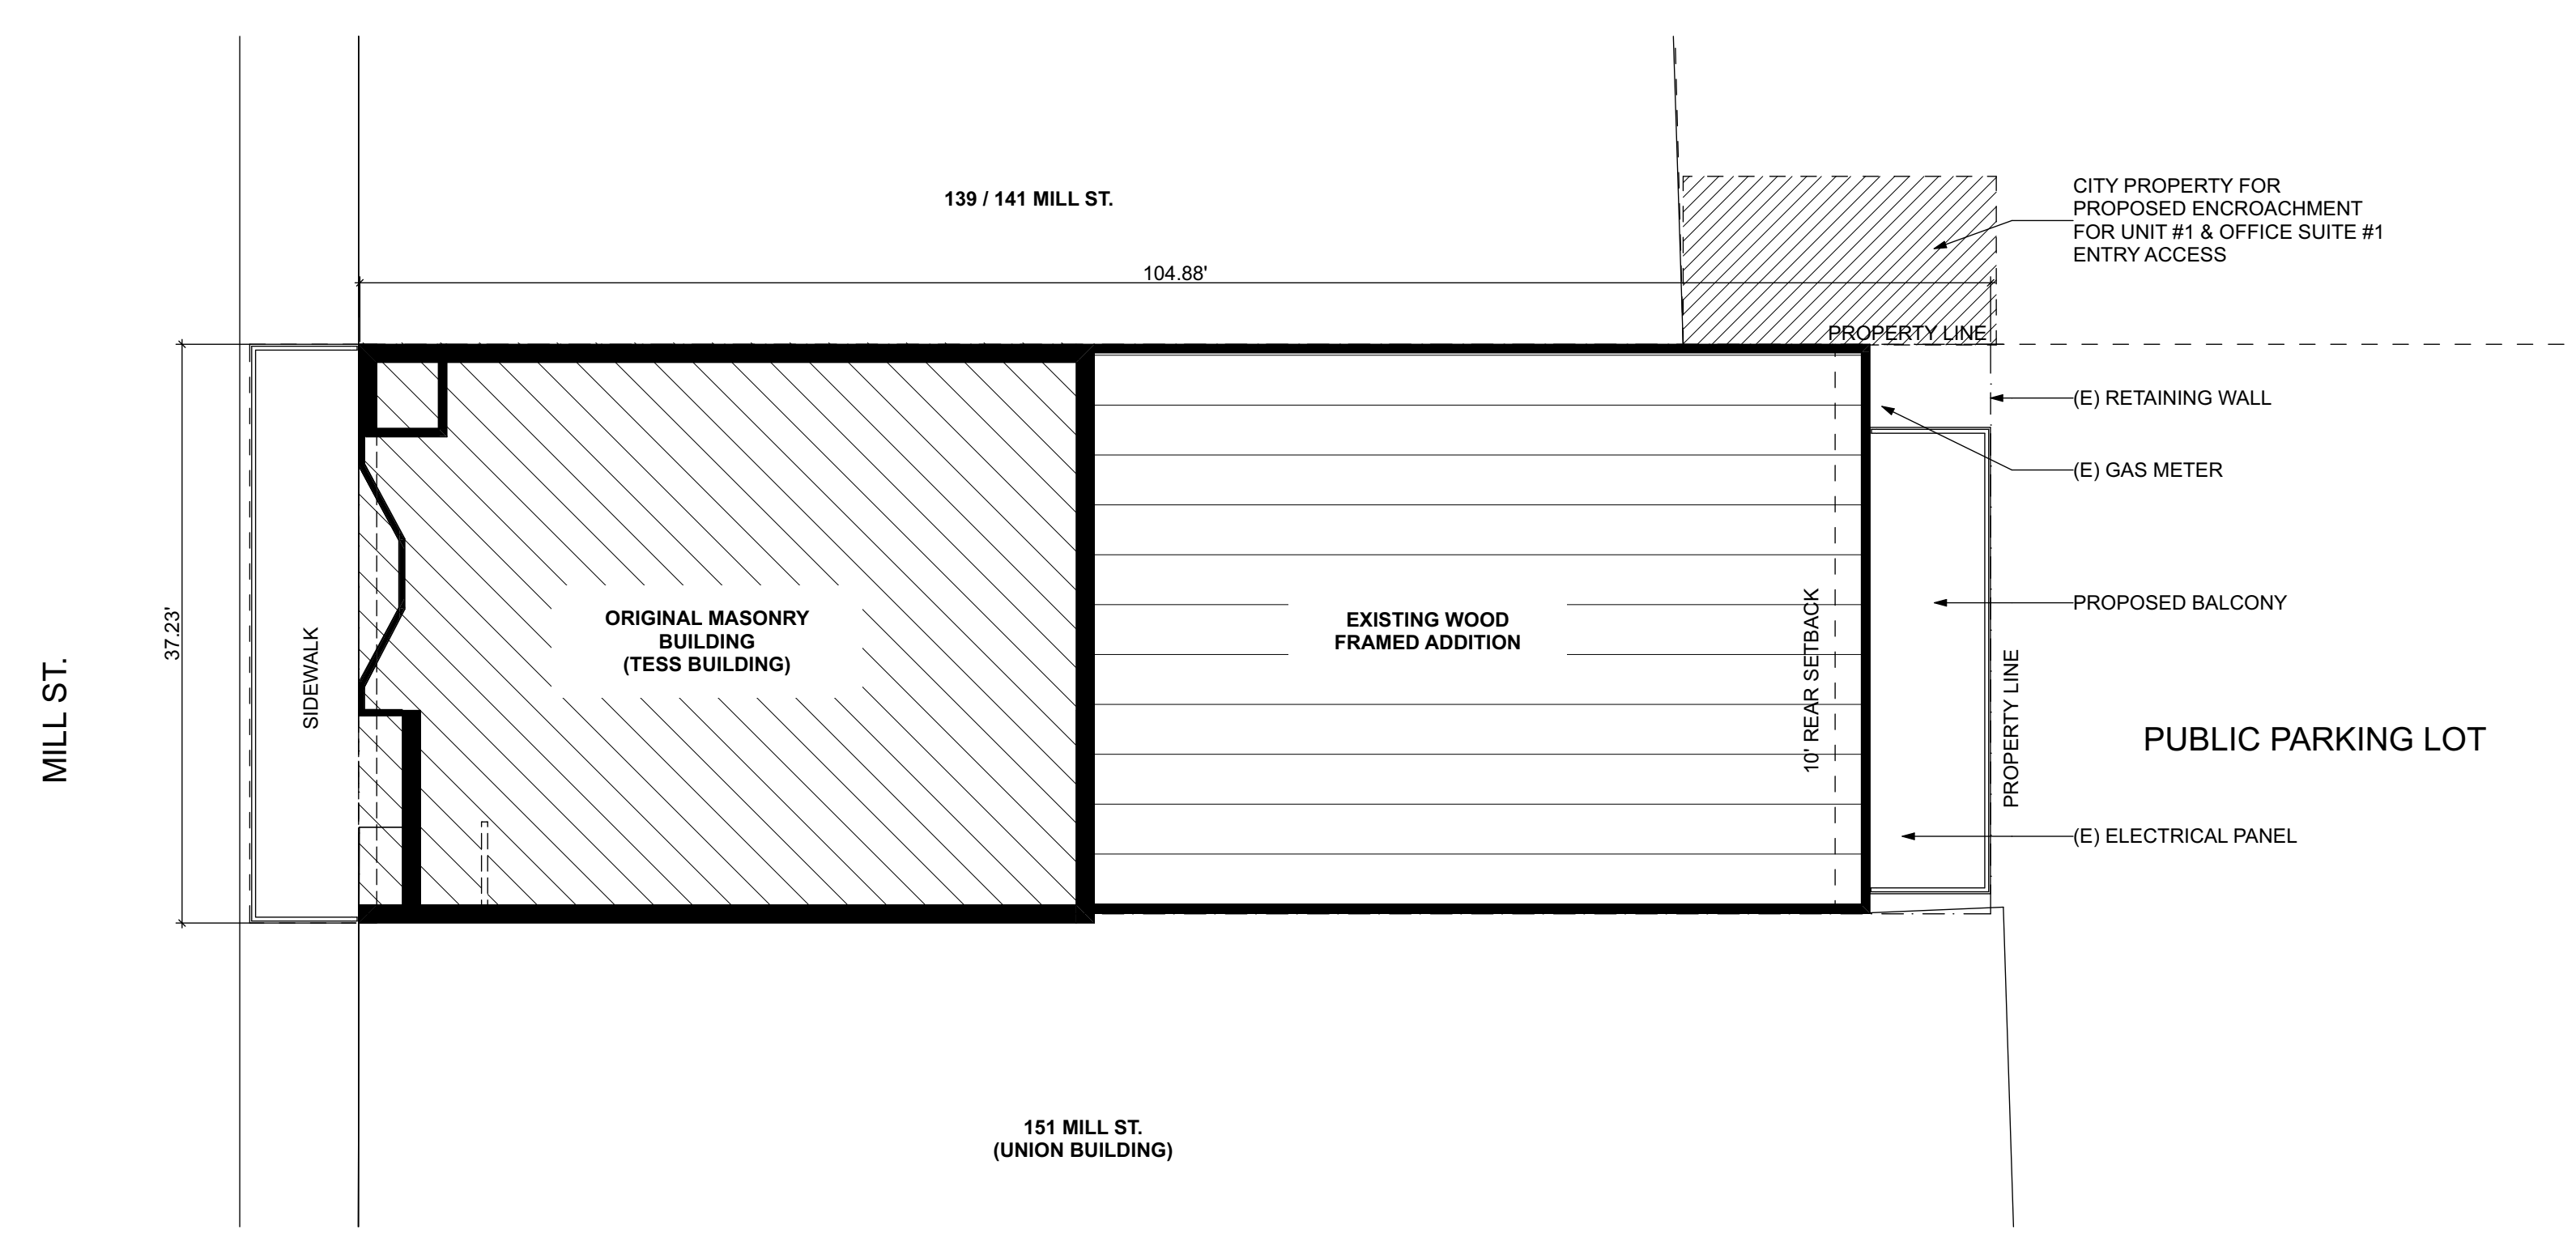 139 / 141 MILL ST.
CITY PROPERTY FOR
PROPOSED ENCROACHMENT
FOR UNIT #1 & OFFICE SUITE #1
ENTRY ACCESS
104.88'
PROPERTY LINE
(E) RETAINING WALL
(E) GAS METER
MILL ST.
37.23'
SIDEWALK
ORIGINAL MASONRY
BUILDING
(TESS BUILDING)
EXISTING WOOD
FRAMED ADDITION
10' REAR SETBACK
PROPOSED BALCONY
PROPERTY LINE
PUBLIC PARKING LOT
(E) ELECTRICAL PANEL
151 MILL ST.
(UNION BUILDING)